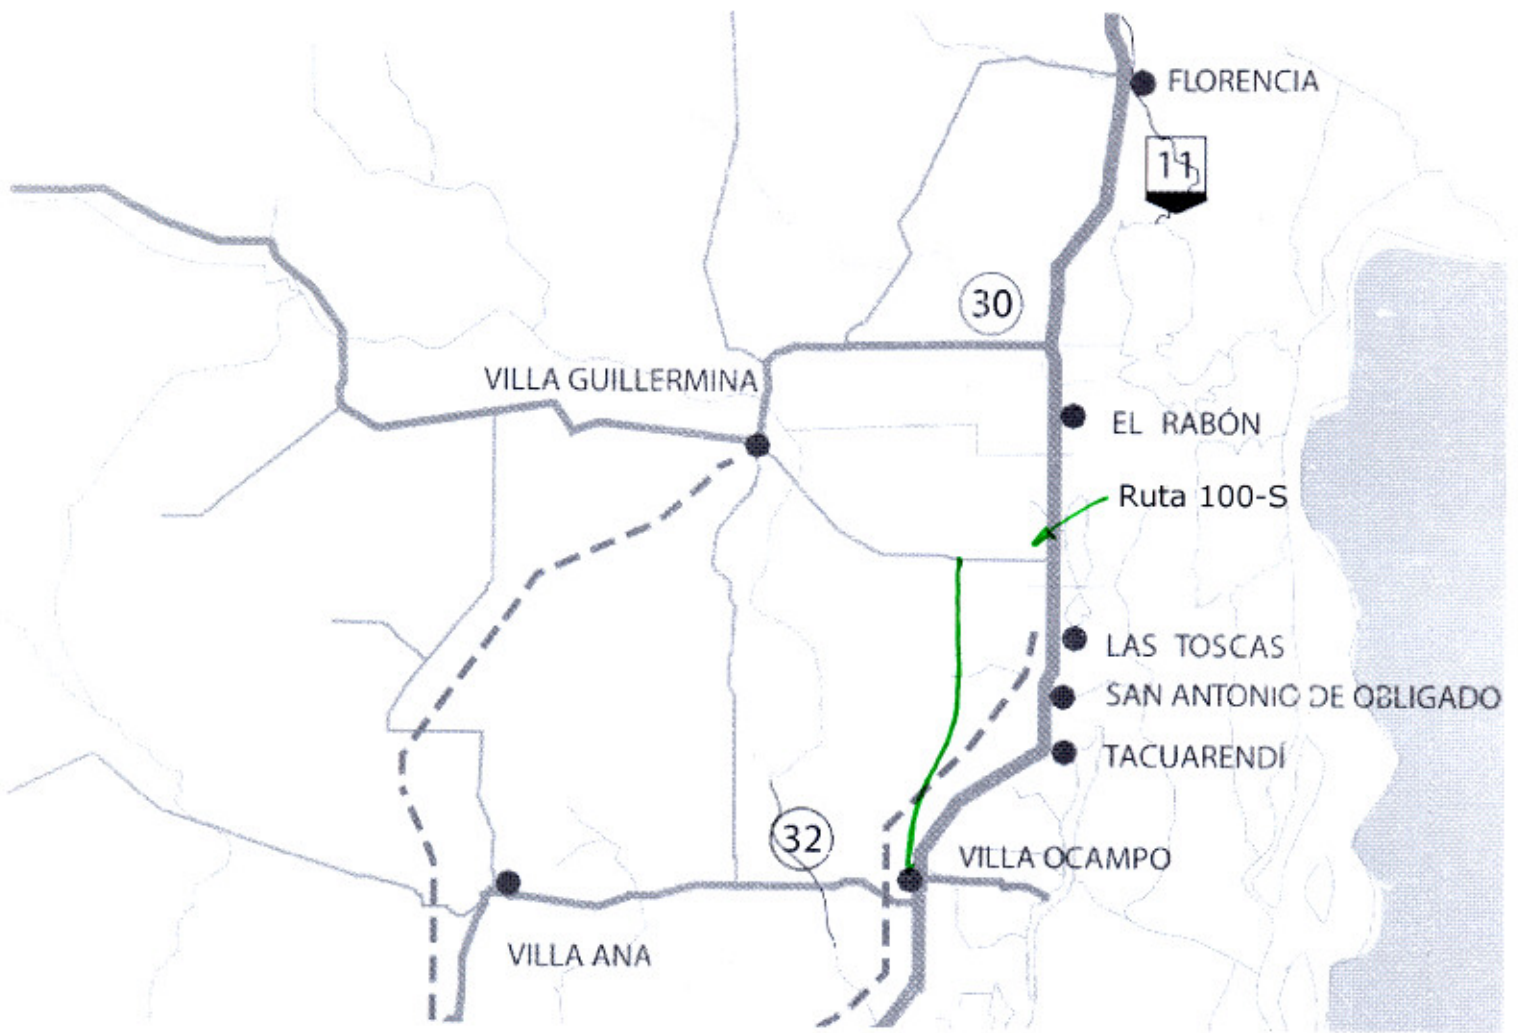 FLORENCIA
11
30
VILLA GUILLERMINA
EL RABÓN
Ruta 100-S
LAS TOSCAS
SAN ANTONIO DE OBLIGADO
TACUARENDÍ
32
VILLA OCAMPO
VILLA ANA